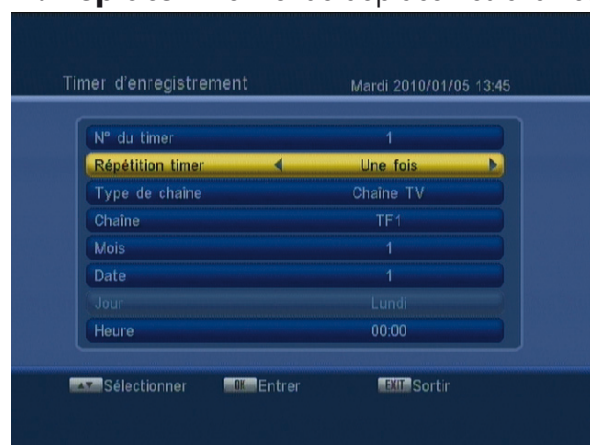 Timer d'enregistrement Mardi 2010/01/05 13:45
N° du timer 1
Répétition timer Une fois
Type de chaîne Chaîne TV
Chaîne TF1
Mois 1
Date 1
Jour Lundi
Heure 00:00
Sélectionner OK Entrer EXIT Sortir